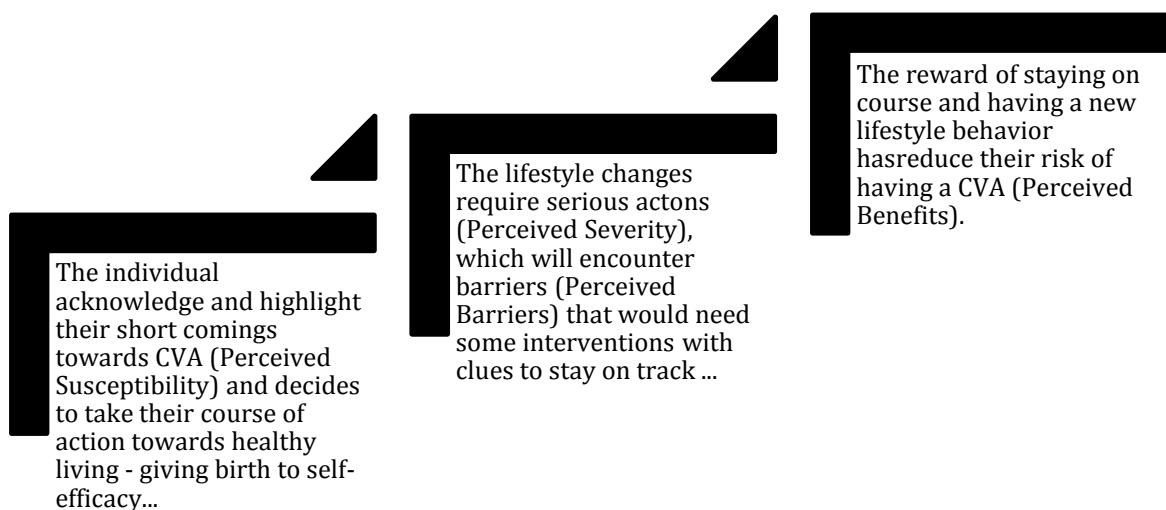 The individual
acknowledge and highlight
their short comings
towards CVA (Perceived
Susceptibility) and decides
to take their course of
action towards healthy
living - giving birth to self-
efficacy...
The lifestyle changes
require serious actons
(Perceived Severity),
which will encounter
barriers (Perceived
Barriers) that would need
some interventions with
clues to stay on track ...
The reward of staying on
course and having a new
lifestyle behavior
hasreduce their risk of
having a CVA (Perceived
Benefits).